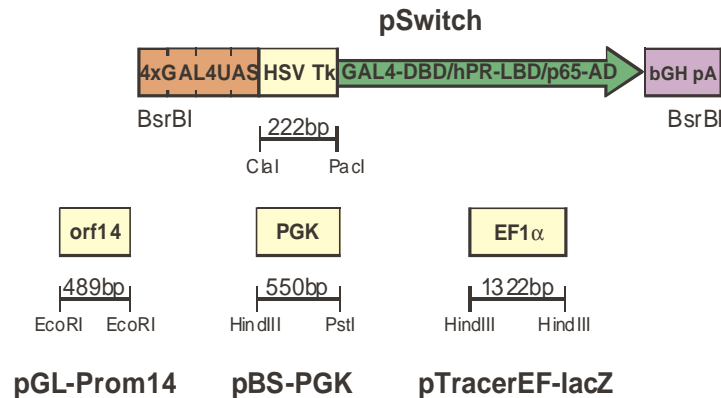 pSwitch
4xGAL4UAS HSV Tk GAL4-DBD/hPR-LBD/p65-AD bGH pA
BsrBI BsrBI
222bp
ClaI PacI
orf14 PGK EF1α
489bp 550bp 1322bp
EcoRI EcoRI HindIII PstI HindIII HindIII
pGL-Prom14 pBS-PGK pTracerEF-lacZ